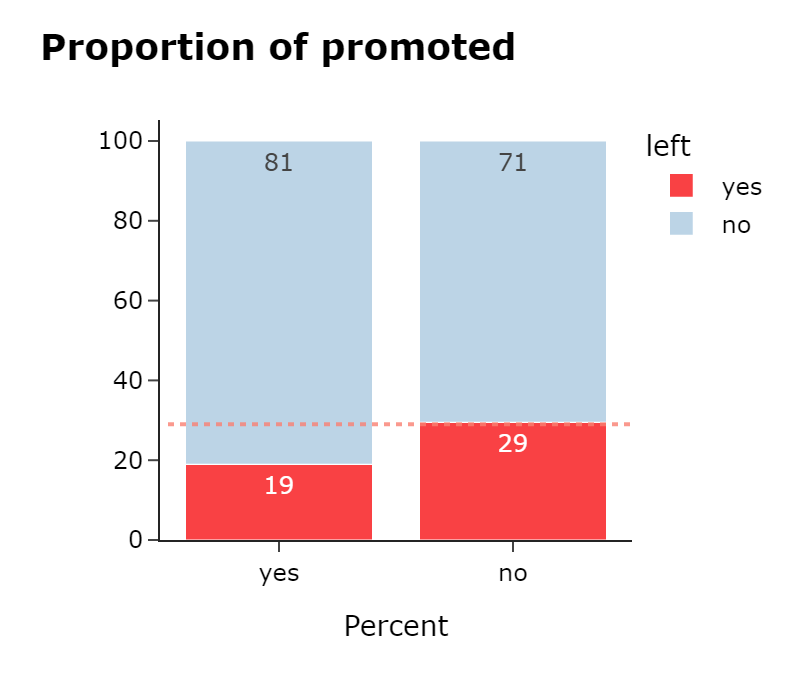 Proportion of promoted
100
80
60
40
20
0
81
71
19
29
yes
no
Percent
left
yes
no